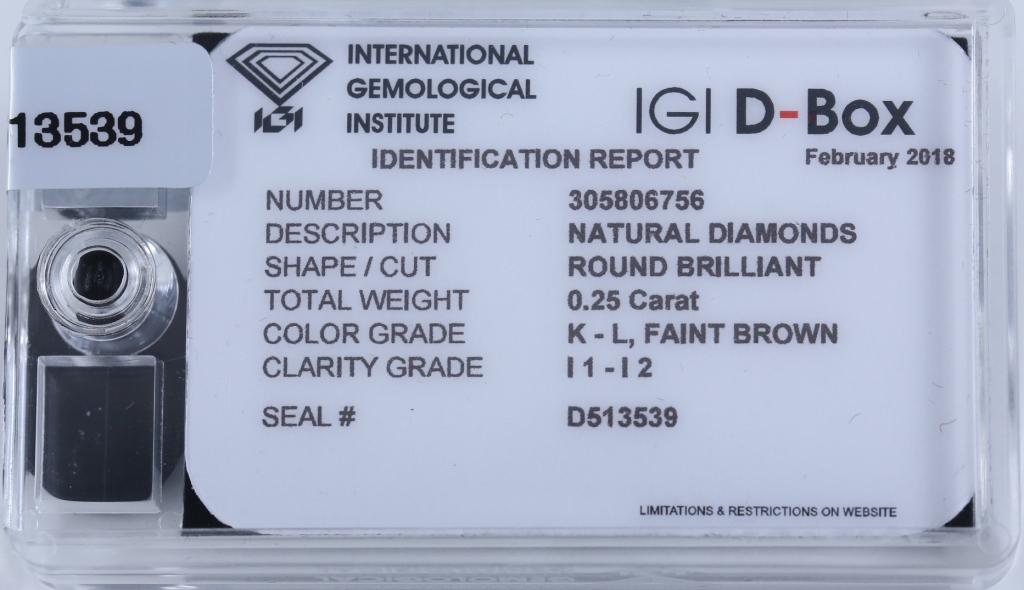 13539
INTERNATIONAL
GEMOLOGICAL
INSTITUTE
IGI
IGI D-Box
IDENTIFICATION REPORT
February 2018
NUMBER 305806756
DESCRIPTION NATURAL DIAMONDS
SHAPE / CUT ROUND BRILLIANT
TOTAL WEIGHT 0.25 Carat
COLOR GRADE K - L, FAINT BROWN
CLARITY GRADE I 1 - I 2
SEAL # D513539
LIMITATIONS & RESTRICTIONS ON WEBSITE